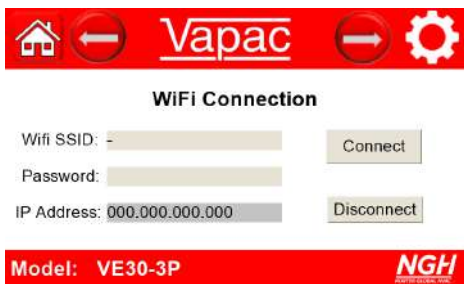 Vapac
WiFi Connection
Wifi SSID: -
Connect
Password:
IP Address: 000.000.000.000
Disconnect
Model: VE30-3P
NGH